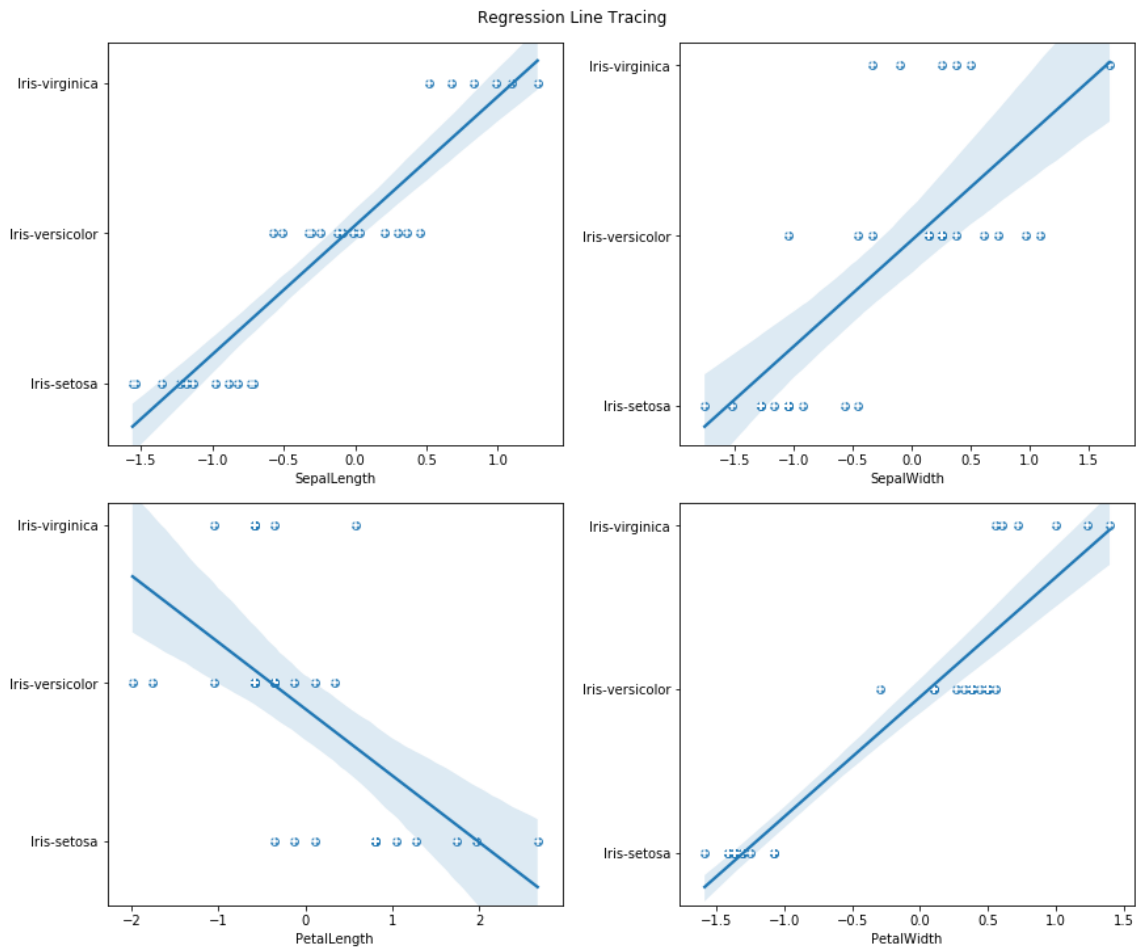 Regression Line Tracing
Iris-virginica
Iris-versicolor
Iris-setosa
−1.5 −1.0 −0.5 0.0 0.5 1.0
SepalLength
Iris-virginica
Iris-versicolor
Iris-setosa
−1.5 −1.0 −0.5 0.0 0.5 1.0 1.5
SepalWidth
Iris-virginica
Iris-versicolor
Iris-setosa
−2 −1 0 1 2
PetalLength
Iris-virginica
Iris-versicolor
Iris-setosa
−1.5 −1.0 −0.5 0.0 0.5 1.0 1.5
PetalWidth